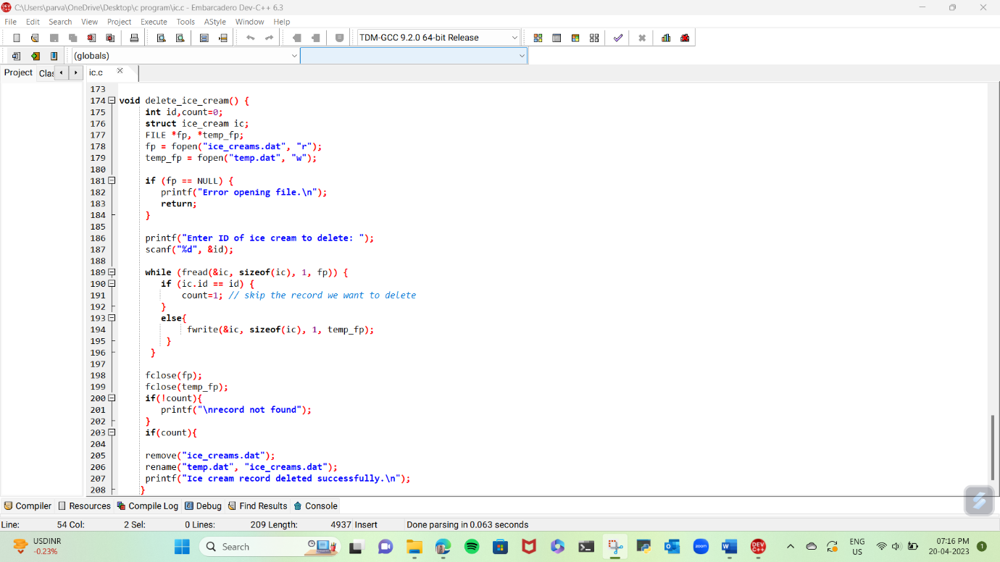 C:\Users\parva\OneDrive\Desktop\c program\ic.c - Embarcadero Dev-C++ 6.3
File Edit Search View Project Execute Tools AStyle Window Help
TDM-GCC 9.2.0 64-bit Release
(globals)
Project Clas ic.c
173
174 void delete_ice_cream() {
175 int id,count=0;
176 struct ice_cream ic;
177 FILE *fp, *temp_fp;
178 fp = fopen("ice_creams.dat", "r");
179 temp_fp = fopen("temp.dat", "w");
180
181 if (fp == NULL) {
182 printf("Error opening file.\n");
183 return;
184 }
185
186 printf("Enter ID of ice cream to delete: ");
187 scanf("%d", &id);
188
189 while (fread(&ic, sizeof(ic), 1, fp)) {
190 if (ic.id == id) {
191 count=1; // skip the record we want to delete
192 }
193 else{
194 fwrite(&ic, sizeof(ic), 1, temp_fp);
195 }
196 }
197
198 fclose(fp);
199 fclose(temp_fp);
200 if(!count){
201 printf("\nrecord not found");
202 }
203 if(count){
204
205 remove("ice_creams.dat");
206 rename("temp.dat", "ice_creams.dat");
207 printf("Ice cream record deleted successfully.\n");
208 }
Compiler Resources Compile Log Debug Find Results Console
Line: 54 Col: 2 Sel: 0 Lines: 209 Length: 4937 Insert Done parsing in 0.063 seconds
USDINR
-0.23%
Search
zoom
ENG
US
07:16 PM
20-04-2023
1